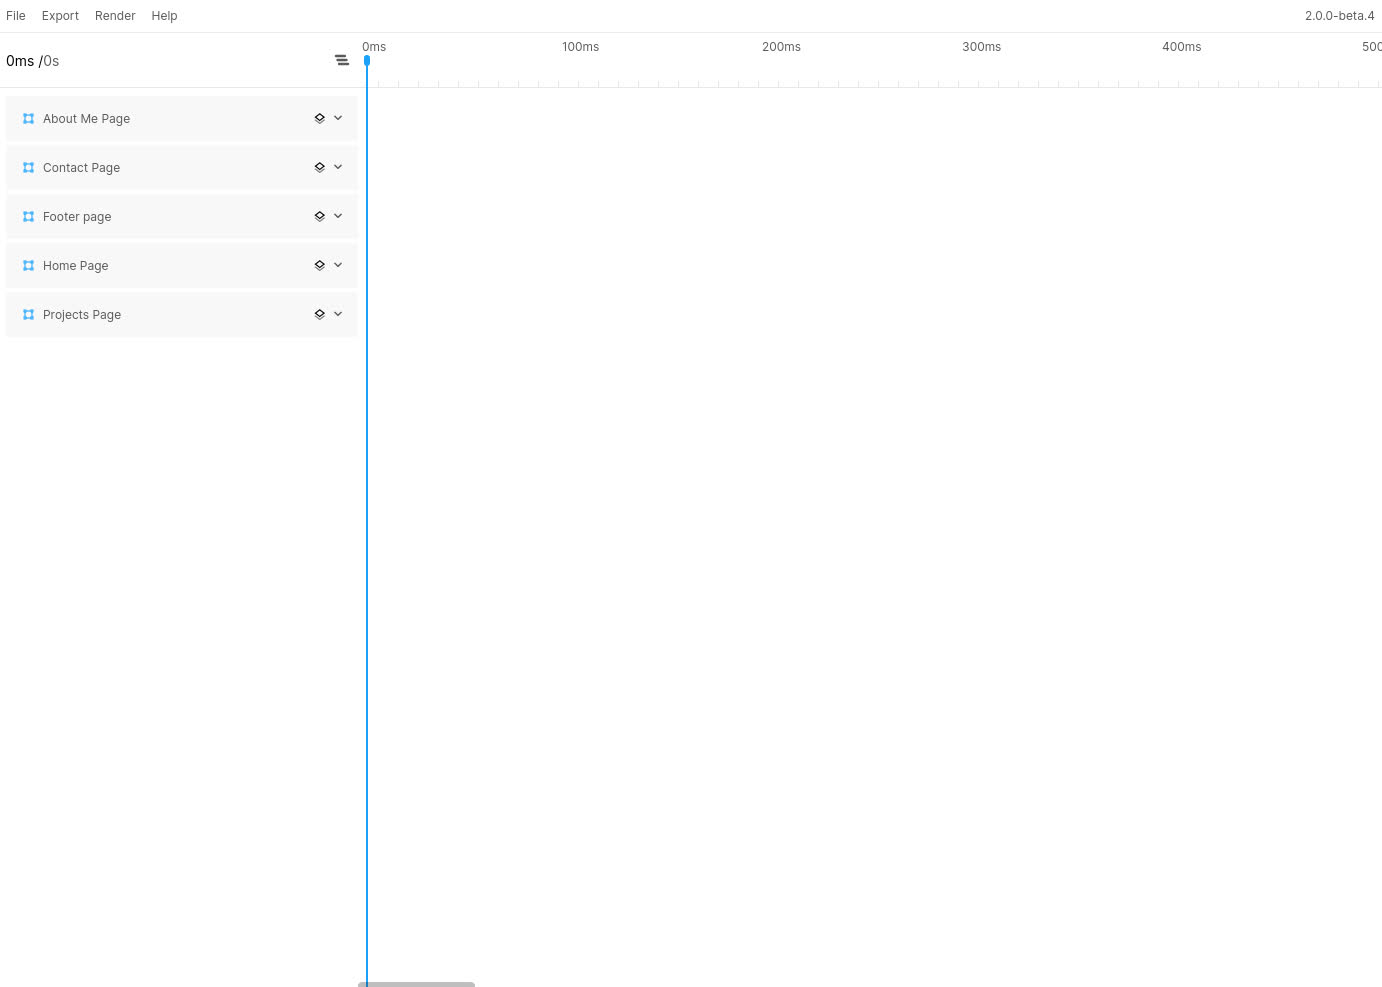 File Export Render Help 2.0.0-beta.4
0ms /0s
0ms 100ms 200ms 300ms 400ms 500
About Me Page
Contact Page
Footer page
Home Page
Projects Page